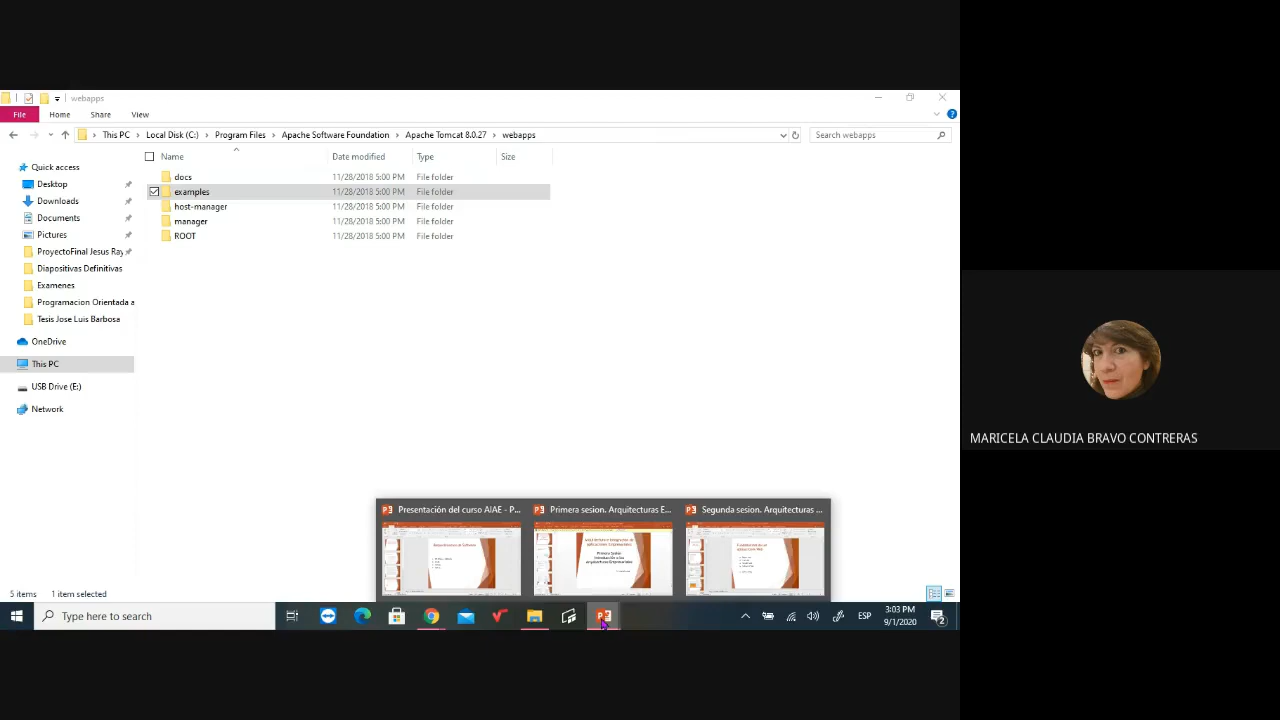 webapps
File Home Share View
This PC Local Disk (C:) Program Files Apache Software Foundation Apache Tomcat 8.0.27 webapps
Search webapps
Name Date modified Type Size
docs 11/28/2018 5:00 PM File folder
examples 11/28/2018 5:00 PM File folder
host-manager 11/28/2018 5:00 PM File folder
manager 11/28/2018 5:00 PM File folder
ROOT 11/28/2018 5:00 PM File folder
Quick access
Desktop
Downloads
Documents
Pictures
ProyectoFinal Jesus Ray
Diapositivas Definitivas
Examenes
Programacion Orientada a
Tesis Jose Luis Barbosa
OneDrive
This PC
USB Drive (E:)
Network
MARICELA CLAUDIA BRAVO CONTRERAS
Presentación del curso AIAE - P...
Primera sesion. Arquitecturas E...
Segunda sesion. Arquitecturas ...
5 items 1 item selected
Type here to search
ESP
3:03 PM
9/1/2020
2